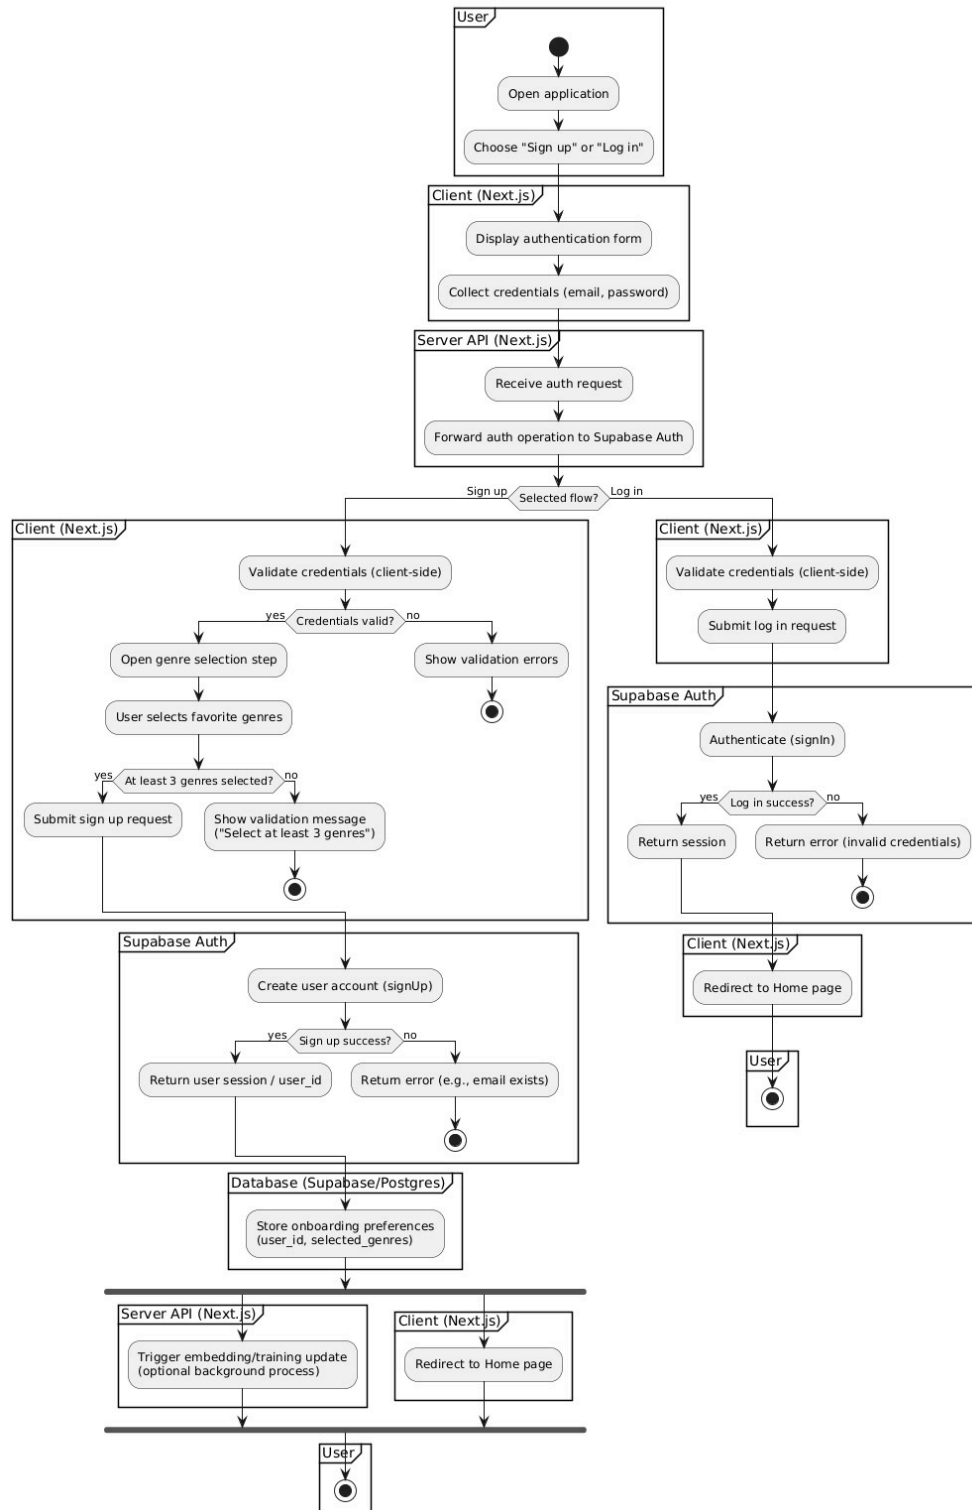 User
Open application
Choose "Sign up" or "Log in"
Client (Next.js)
Display authentication form
Collect credentials (email, password)
Server API (Next.js)
Receive auth request
Forward auth operation to Supabase Auth
Selected flow?
Sign up
Log in
Client (Next.js)
Validate credentials (client-side)
Credentials valid?
yes
no
Open genre selection step
Show validation errors
User selects favorite genres
At least 3 genres selected?
yes
no
Submit sign up request
Show validation message
("Select at least 3 genres")
Supabase Auth
Create user account (signUp)
Sign up success?
yes
no
Return user session / user_id
Return error (e.g., email exists)
Database (Supabase/Postgres)
Store onboarding preferences
(user_id, selected_genres)
Server API (Next.js)
Trigger embedding/training update
(optional background process)
Client (Next.js)
Redirect to Home page
User
Client (Next.js)
Validate credentials (client-side)
Submit log in request
Supabase Auth
Authenticate (signIn)
Log in success?
yes
no
Return session
Return error (invalid credentials)
Client (Next.js)
Redirect to Home page
User